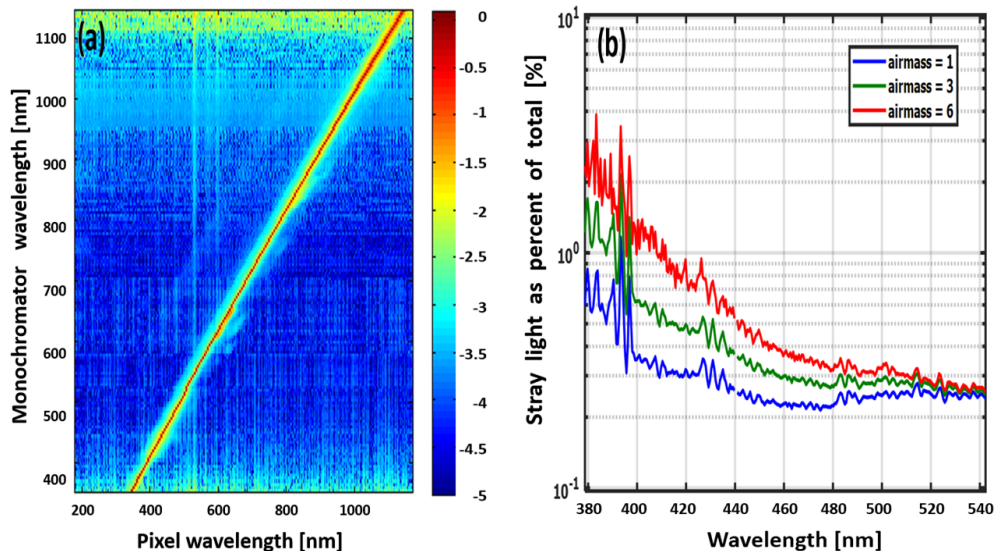 (a)
Monochromator wavelength [nm]
1100
1000
900
800
700
600
500
400
200 400 600 800 1000
Pixel wavelength [nm]
0
-0.5
-1
-1.5
-2
-2.5
-3
-3.5
-4
-4.5
-5
(b)
Stray light as percent of total [%]
10^1
10^0
10^-1
airmass = 1
airmass = 3
airmass = 6
380 400 420 440 460 480 500 520 540
Wavelength [nm]